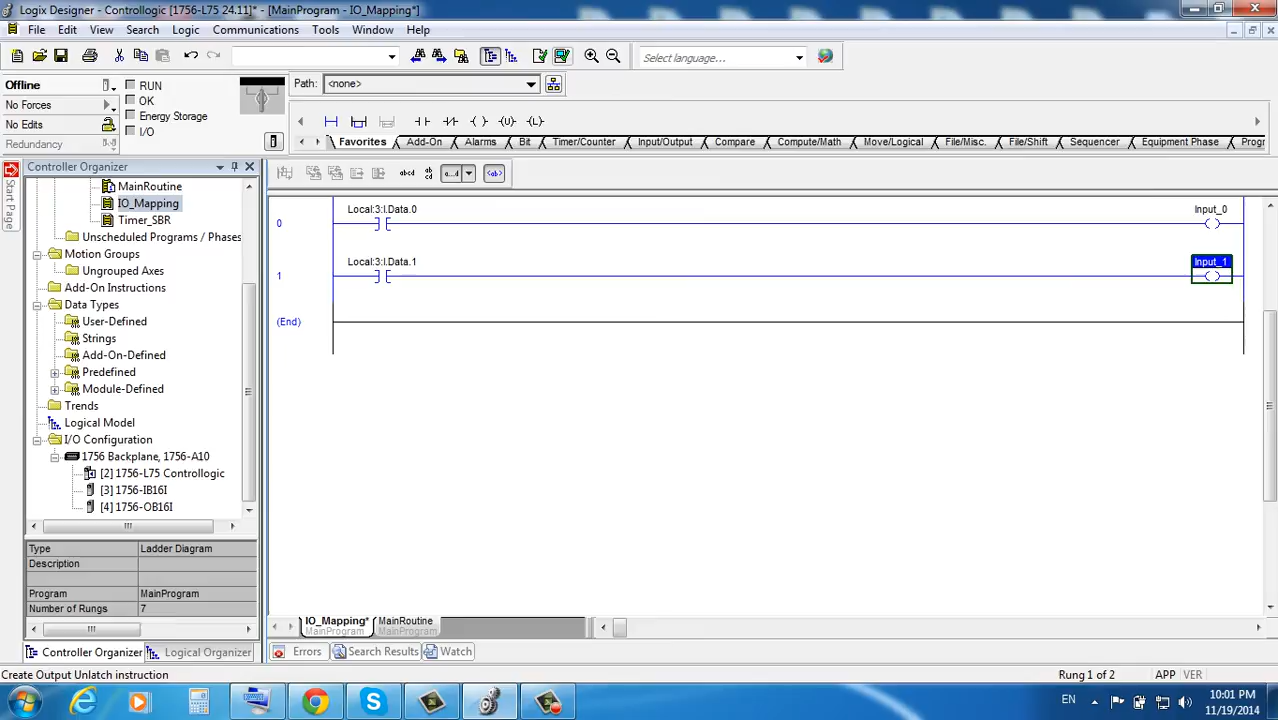 Logix Designer - Controllogic [1756-L75 24.11]* - [MainProgram - IO_Mapping*]
File Edit View Search Logic Communications Tools Window Help
Select language...
Offline
RUN
Path: <none>
No Forces
OK
No Edits
Energy Storage
Redundancy
I/O
Favorites Add-On Alarms Bit Timer/Counter Input/Output Compare Compute/Math Move/Logical File/Misc. File/Shift Sequencer Equipment Phase Progr
Start Page
Controller Organizer
MainRoutine
IO_Mapping
Timer_SBR
Unscheduled Programs / Phases
Motion Groups
Ungrouped Axes
Add-On Instructions
Data Types
User-Defined
Strings
Add-On-Defined
Predefined
Module-Defined
Trends
Logical Model
I/O Configuration
1756 Backplane, 1756-A10
[2] 1756-L75 Controllogic
[3] 1756-IB16I
[4] 1756-OB16I
Type Ladder Diagram
Description
Program MainProgram
Number of Rungs 7
Controller Organizer Logical Organizer
Local:3:I.Data.0 Input_0
0
Local:3:I.Data.1 Input_1
1
(End)
IO_Mapping* MainRoutine
MainProgram MainProgram
Errors Search Results Watch
Create Output Unlatch instruction Rung 1 of 2 APP VER
EN 10:01 PM
11/19/2014